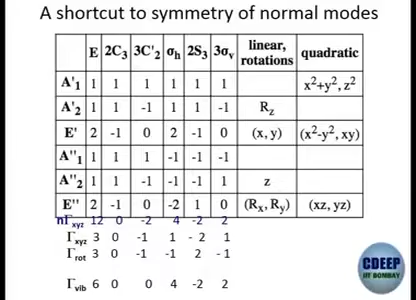 A shortcut to symmetry of normal modes
E 2C3 3C'2 σh 2S3 3σv linear, rotations quadratic
A'1 1 1 1 1 1 1 x²+y², z²
A'2 1 1 -1 1 1 -1 Rz
E' 2 -1 0 2 -1 0 (x, y) (x²-y², xy)
A''1 1 1 1 -1 -1 -1
A''2 1 1 -1 -1 -1 1 z
E'' 2 -1 0 -2 1 0 (Rx, Ry) (xz, yz)
nΓxyz 12 0 -2 4 -2 2
Γxyz 3 0 -1 1 - 2 1
Γrot 3 0 -1 -1 2 - 1
Γvib 6 0 0 4 -2 2
CDEEP
IIT BOMBAY